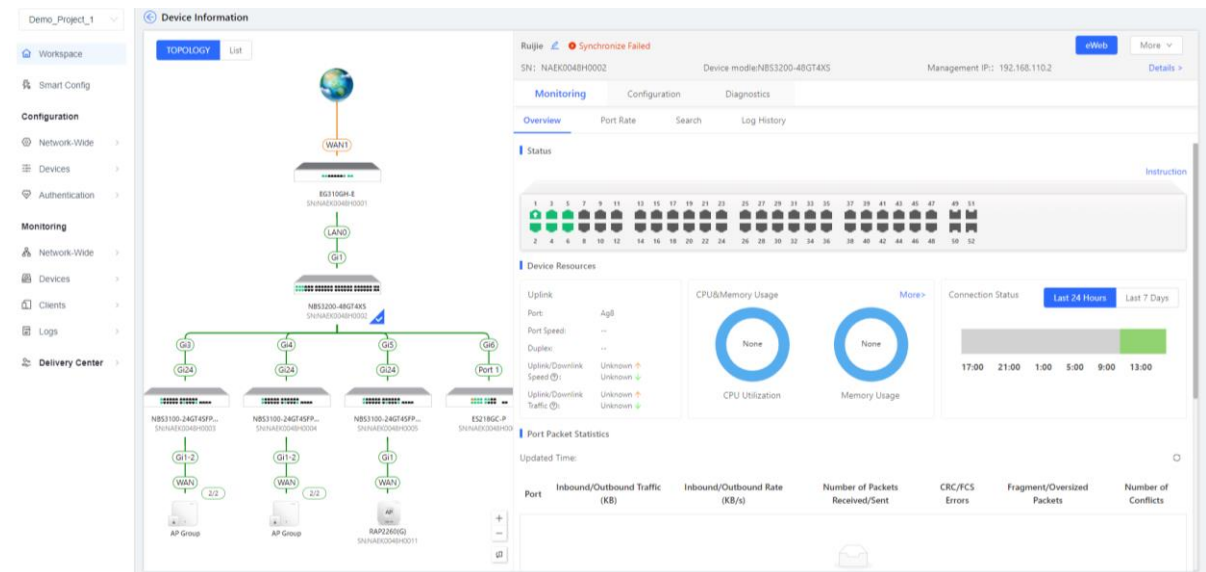 Demo_Project_1
Workspace
Smart Config
Configuration
Network-Wide
Devices
Authentication
Monitoring
Network-Wide
Devices
Clients
Logs
Delivery Center
Device Information
TOPOLOGY List
WAN1
EG310GH-E
SN:NAEK0048H0001
LAN0
Gi1
NBS3200-48GT4XS
SN:NAEK0048H0002
Gi3 Gi4 Gi5 Gi6
Gi24 Gi24 Gi24 Port 1
NBS3100-24GT4SFP... NBS3100-24GT4SFP... NBS3100-24GT4SFP... ES218GC-P
SN:NAEK0048H0003 SN:NAEK0048H0004 SN:NAEK0048H0005 SN:NAEK0048H00
Gi1-2 Gi1-2 Gi1
WAN WAN WAN
2/2 2/2
AP
AP Group AP Group RAP2260(G)
SN:NAEK0048H0011
Ruijie Synchronize Failed eWeb More
SN: NAEK0048H0002 Device modle:NBS3200-48GT4XS Management IP:: 192.168.110.2 Details >
Monitoring Configuration Diagnostics
Overview Port Rate Search Log History
Status
Instruction
1 3 5 7 9 11 13 15 17 19 21 23 25 27 29 31 33 35 37 39 41 43 45 47 49 51
2 4 6 8 10 12 14 16 18 20 22 24 26 28 30 32 34 36 38 40 42 44 46 48 50 52
Device Resources
Uplink
Port: Ag8
Port Speed: --
Duplex: --
Uplink/Downlink Unknown ↑
Speed ?: Unknown ↓
Uplink/Downlink Unknown ↑
Traffic ?: Unknown ↓
CPU&Memory Usage More>
None None
CPU Utilization Memory Usage
Connection Status Last 24 Hours Last 7 Days
17:00 21:00 1:00 5:00 9:00 13:00
Port Packet Statistics
Updated Time:
Port Inbound/Outbound Traffic Inbound/Outbound Rate Number of Packets CRC/FCS Fragment/Oversized Number of
(KB) (KB/s) Received/Sent Errors Packets Conflicts